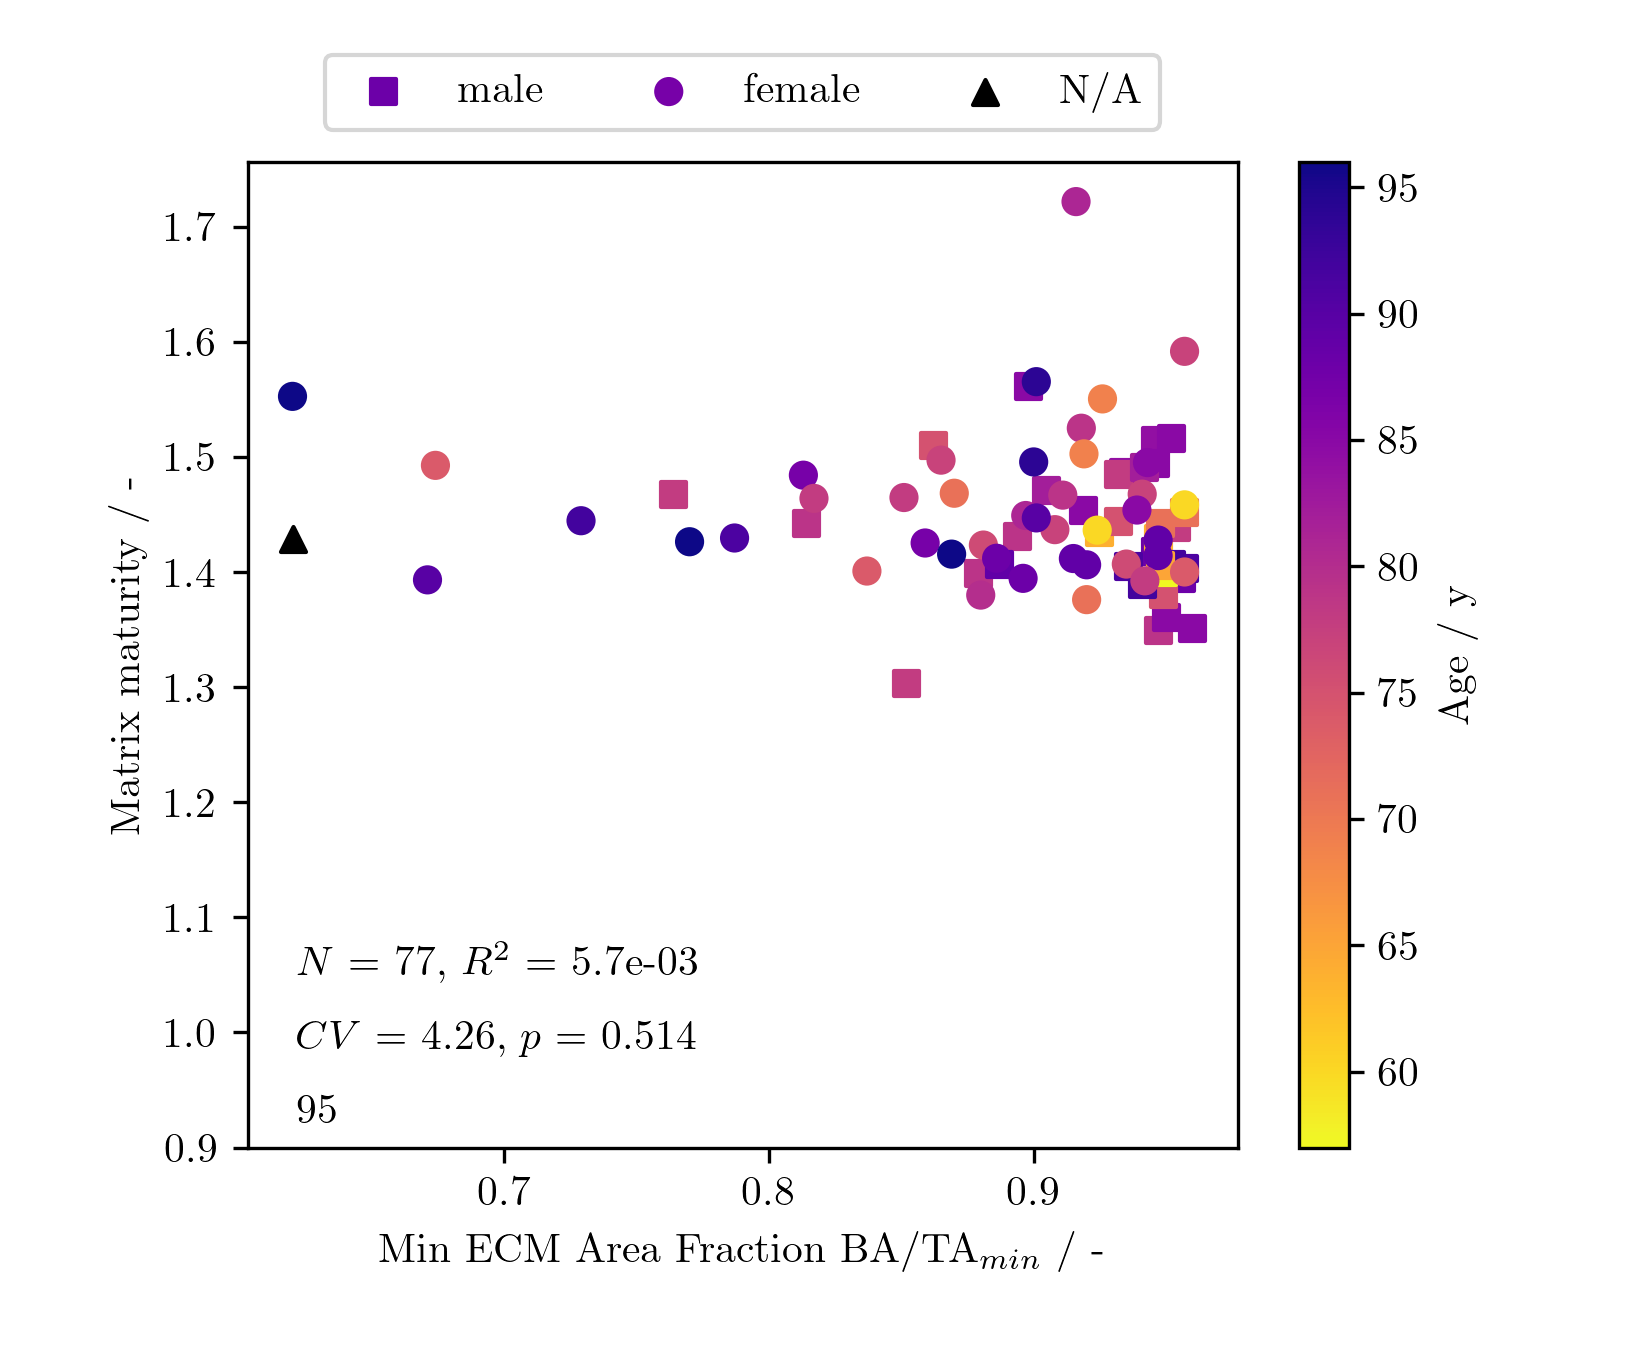 male female N/A
1.7
1.6
1.5
1.4
1.3
1.2
1.1
1.0
0.9
Matrix maturity / -
N = 77, R² = 5.7e-03
CV = 4.26, p = 0.514
95
0.7 0.8 0.9
Min ECM Area Fraction BA/TAmin / -
95
90
85
80
75
70
65
60
Age / y